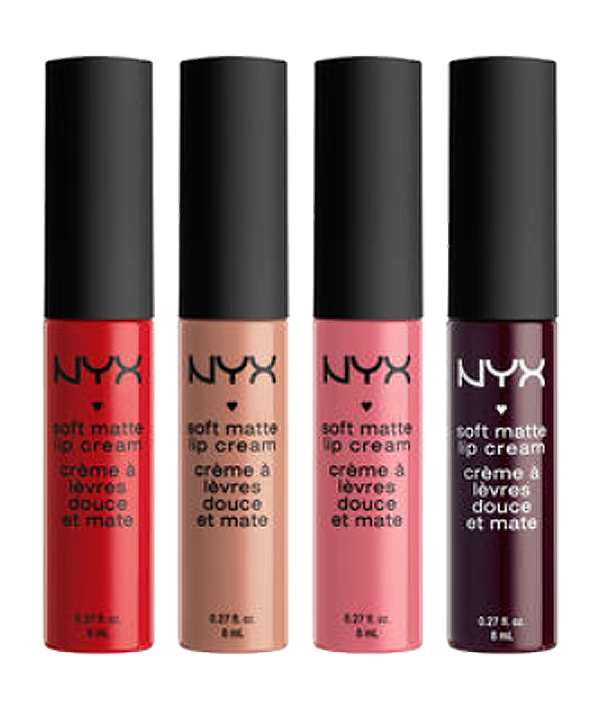 NYX
soft matte
lip cream
crème à
lèvres
douce
et mate
0.27 fl. oz.
8 mL
NYX
soft matte
lip cream
crème à
lèvres
douce
et mate
0.27 fl. oz.
8 mL
NYX
soft matte
lip cream
crème à
lèvres
douce
et mate
0.27 fl. oz.
8 mL
NYX
soft matte
lip cream
crème à
lèvres
douce
et mate
0.27 fl. oz.
8 mL